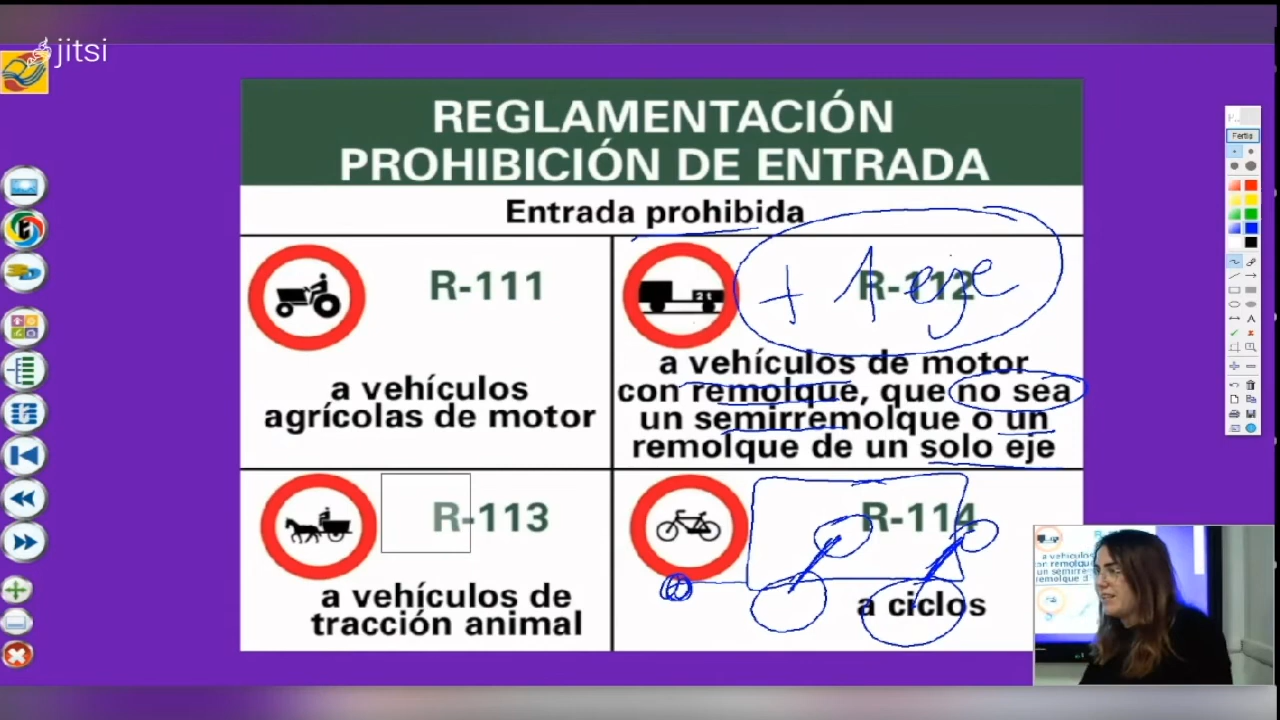 jitsi
REGLAMENTACIÓN
PROHIBICIÓN DE ENTRADA
Entrada prohibida
R-111
a vehículos
agrícolas de motor
R-112
+ 1 eje
2t
a vehículos de motor
con remolque, que no sea
un semirremolque o un
remolque de un solo eje
R-113
a vehículos de
tracción animal
R-114
a ciclos
Fertis